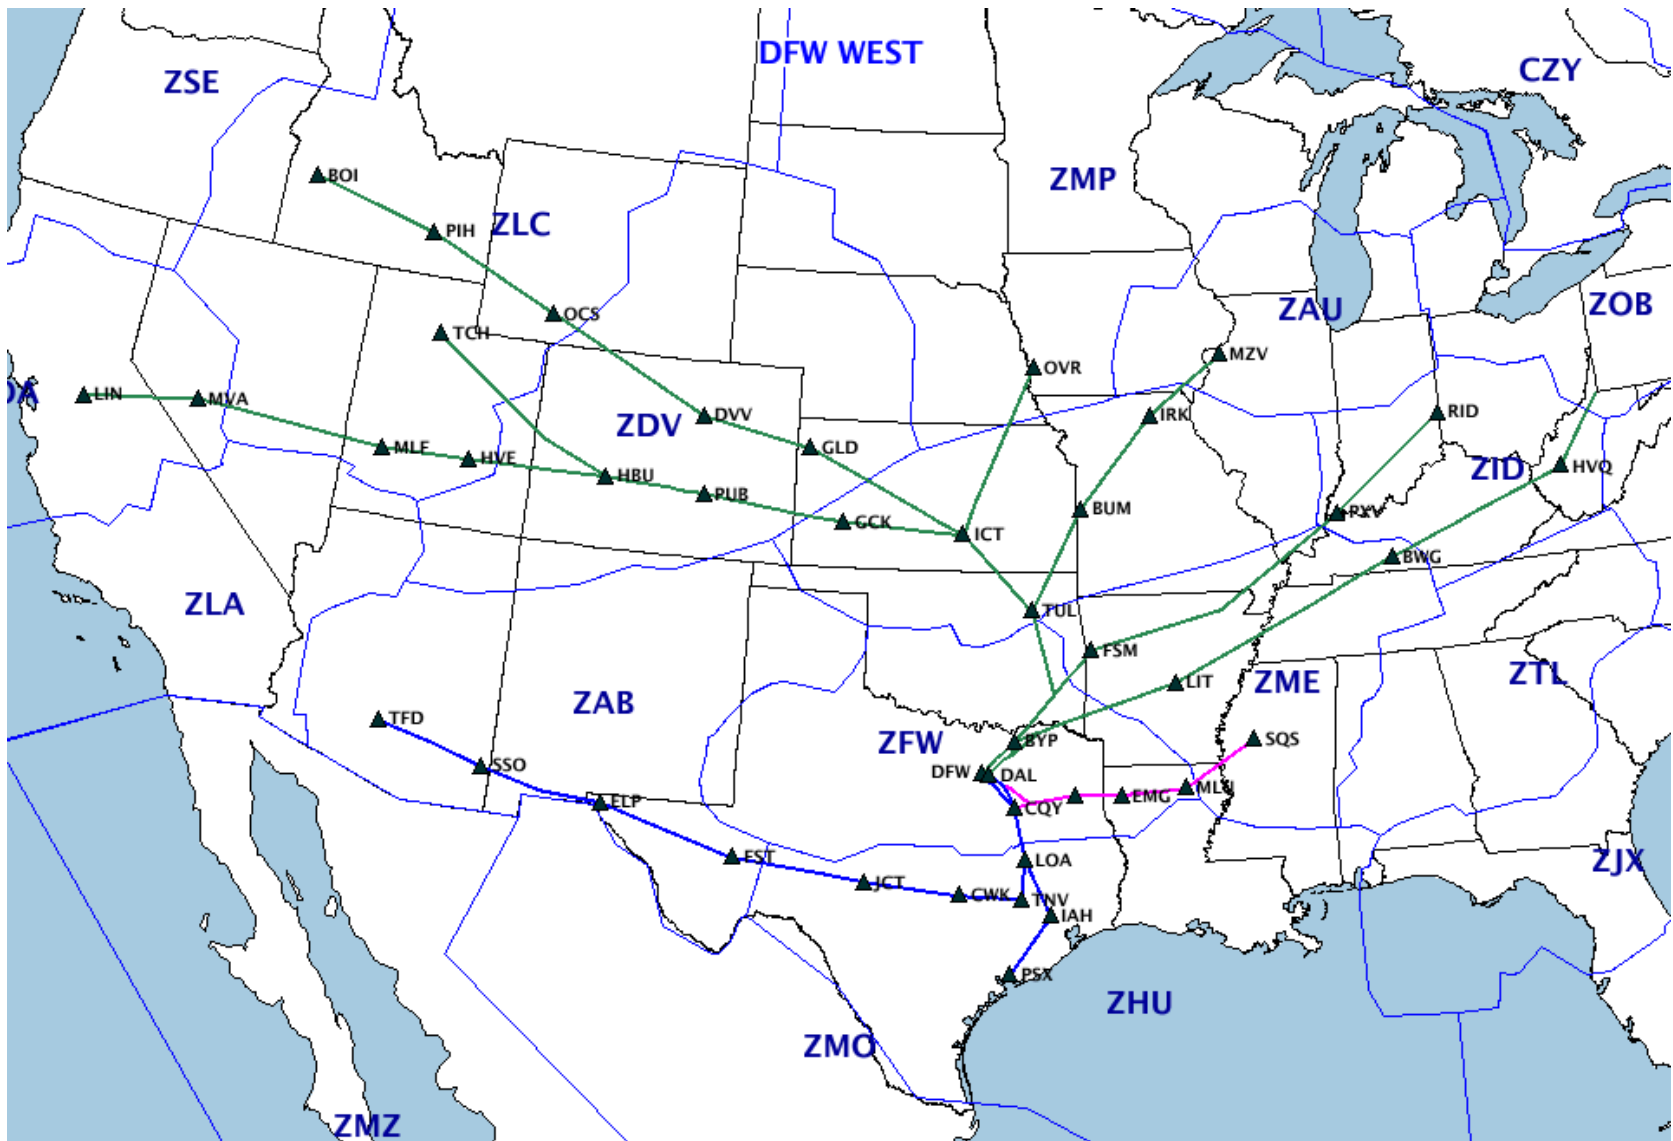 DFW WEST
ZSE
CZY
BOI
ZMP
PIH
ZLC
ZOB
ZAU
OCS
TCH
MZV
OVR
LIN
MVA
DVV
IRK
RID
ZDV
GLD
MLF
HVE
ZID
HVQ
HBU
PUB
GCK
BUM
PXV
ICT
BWG
ZLA
TUL
FSM
ZTL
LIT
ZME
ZAB
TFD
ZFW
BYP
SQS
SSO
DFW
DAL
ELP
CQY
EMG
MLU
FST
LOA
ZJX
JCT
CWK
TNV
IAH
PSX
ZHU
ZMO
ZMZ